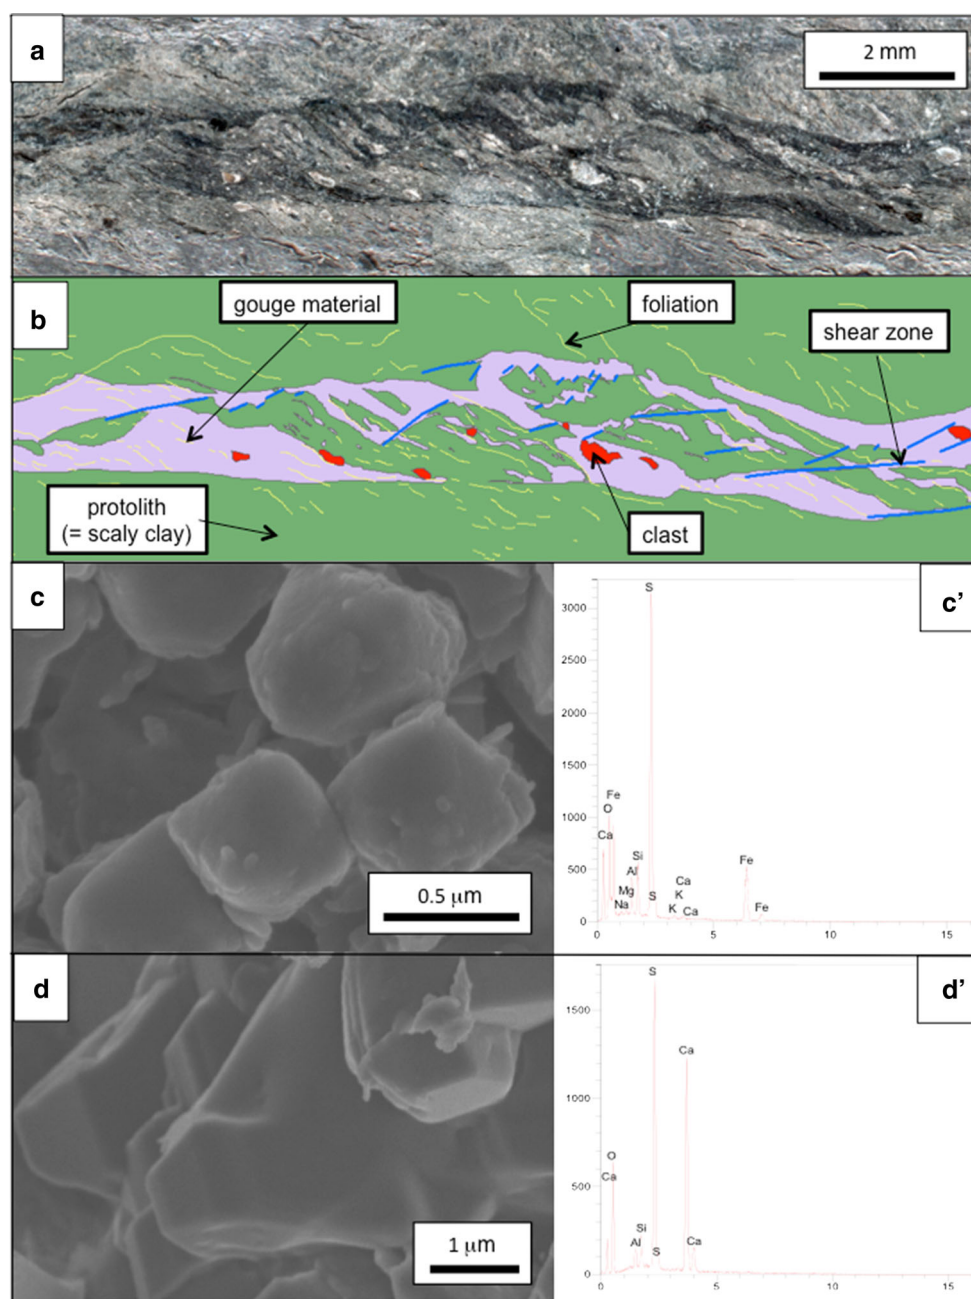 a
2 mm
b
gouge material
foliation
shear zone
protolith
(= scaly clay)
clast
c
0.5 µm
c'
S
3000
2500
2000
1500
1000
500
0
Fe
O
Ca
Si
Al
Mg
Na
S
Ca
K
K
Ca
Fe
Fe
0
5
10
15
d
1 µm
d'
S
1500
1000
500
0
Ca
O
Ca
Si
Al
S
Ca
0
5
10
15